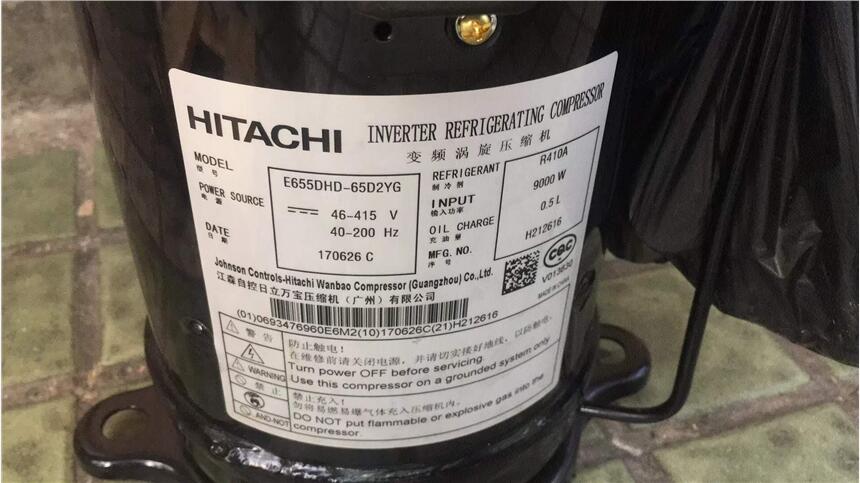 HITACHI
INVERTER REFRIGERATING COMPRESSOR
变频涡旋压缩机
MODEL
型号
E655DHD-65D2YG
POWER SOURCE
电源
46-415 V
40-200 Hz
DATE
日期
170626 C
REFRIGERANT
制冷剂
R410A
INPUT
输入功率
9000 W
OIL CHARGE
充油量
0.5 L
MFG. NO.
序号
H212616
CQC
V013830
MADE IN CHINA
Johnson Controls-Hitachi Wanbao Compressor (Guangzhou) Co.,Ltd.
江森自控日立万宝压缩机（广州）有限公司
(01)0693476960E6M2(10)170626C(21)H212616
警告
WARNING
防止触电！
在维修前请关闭电源，并请切实接好地线，以防触电.
Turn power OFF before servicing.
Use this compressor on a grounded system only
禁止
禁止充入！
勿将易燃易爆气体充入压缩机内.
DO NOT put flammable or explosive gas into the
compressor.